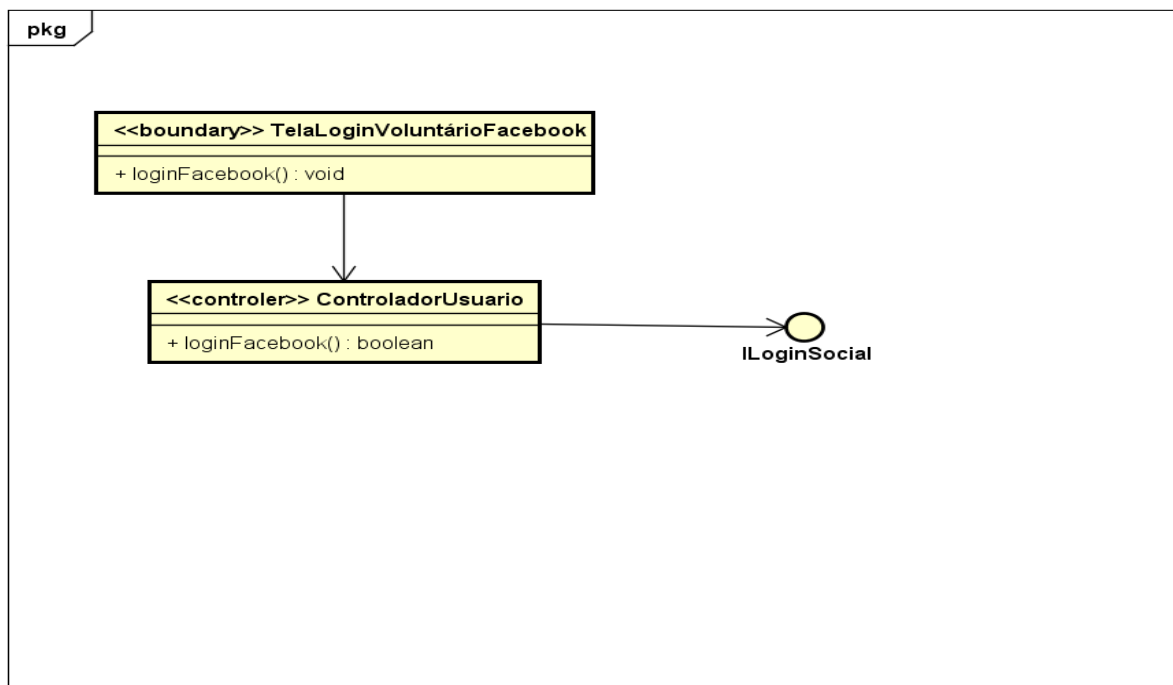 pkg
<<boundary>> TelaLoginVoluntárioFacebook
+ loginFacebook() : void
<<controler>> ControladorUsuario
+ loginFacebook() : boolean
ILoginSocial